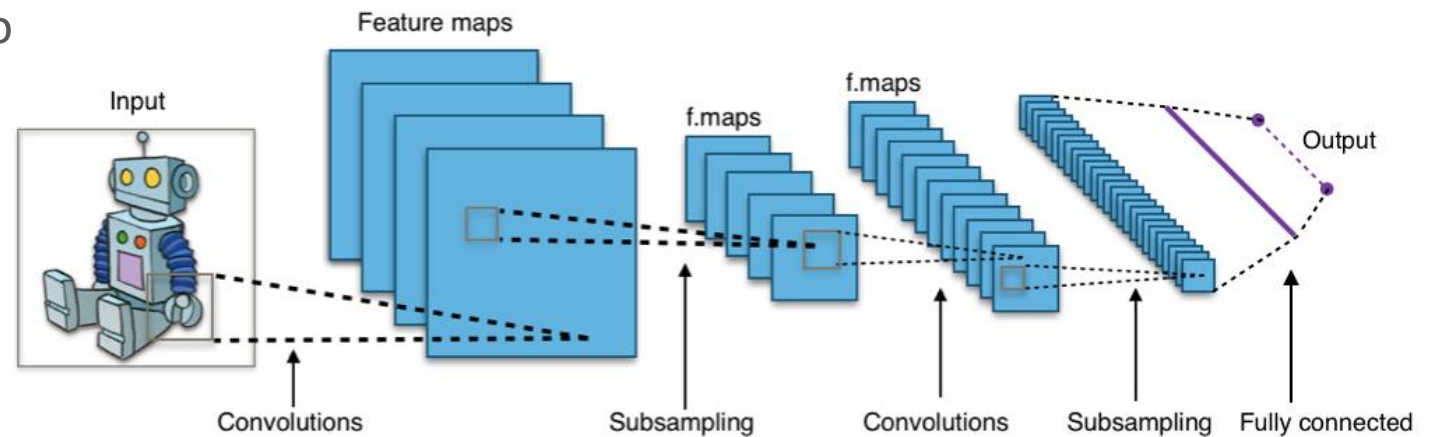 Feature maps
Input
f.maps
f.maps
Output
Convolutions
Subsampling
Convolutions
Subsampling
Fully connected